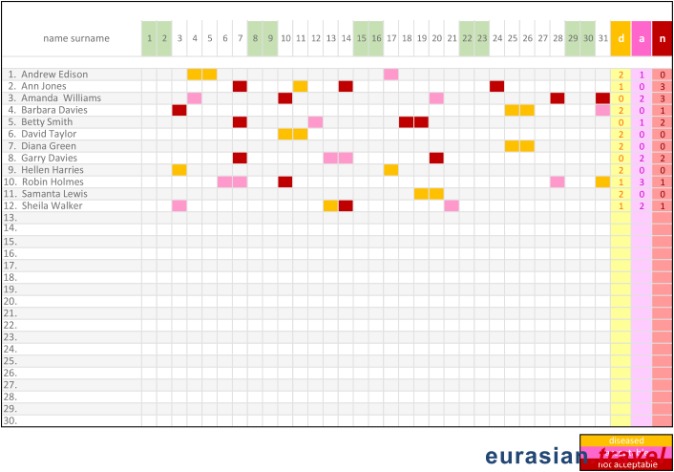 name surname 1 2 3 4 5 6 7 8 9 10 11 12 13 14 15 16 17 18 19 20 21 22 23 24 25 26 27 28 29 30 31 d a n
1. Andrew Edison 2 1 0
2. Ann Jones 1 0 3
3. Amanda Williams 0 2 3
4. Barbara Davies 2 0 1
5. Betty Smith 0 1 2
6. David Taylor 2 0 0
7. Diana Green 2 0 0
8. Garry Davies 0 2 2
9. Hellen Harries 2 0 0
10. Robin Holmes 1 3 1
11. Samanta Lewis 2 0 0
12. Sheila Walker 1 2 1
13.
14.
15.
16.
17.
18.
19.
20.
21.
22.
23.
24.
25.
26.
27.
28.
29.
30.
diseased
eurasian travel
not acceptable